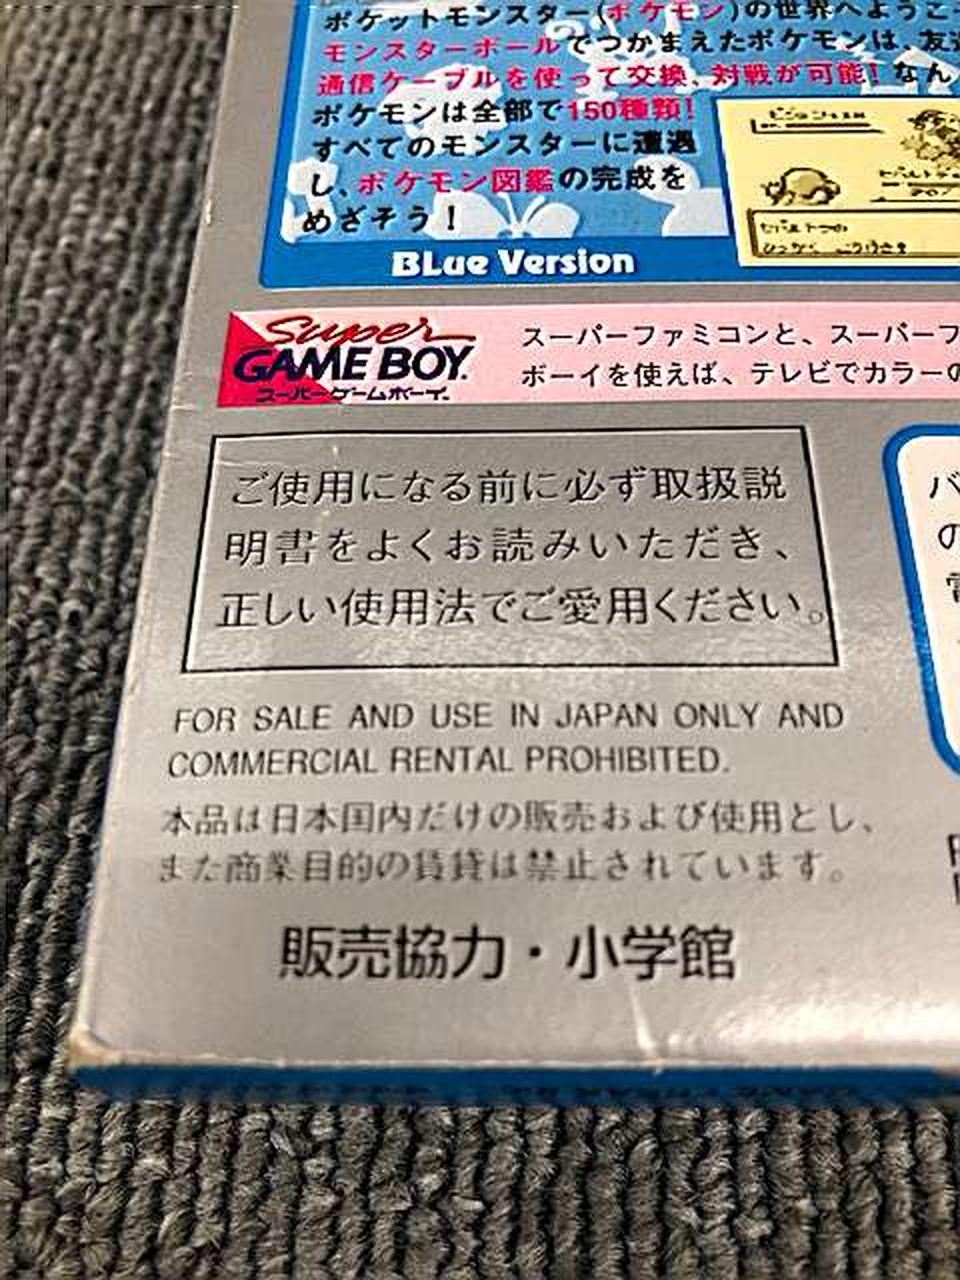 ポケットモンスター(ポケモン)の世界へようこ
モンスターボールでつかまえたポケモンは、友達
通信ケーブルを使って交換、対戦が可能!なん
ポケモンは全部で150種類!
すべてのモンスターに遭遇
し、ポケモン図鑑の完成を
めざそう!
BLue Version
Super
GAME BOY.
スーパーゲームボーイ.
スーパーファミコンと、スーパーフ
ボーイを使えば、テレビでカラーの
ご使用になる前に必ず取扱説
明書をよくお読みいただき、
正しい使用法でご愛用ください。
バ
の
FOR SALE AND USE IN JAPAN ONLY AND
COMMERCIAL RENTAL PROHIBITED.
本品は日本国内だけの販売および使用とし、
また商業目的の賃貸は禁止されています。
販売協力・小学館